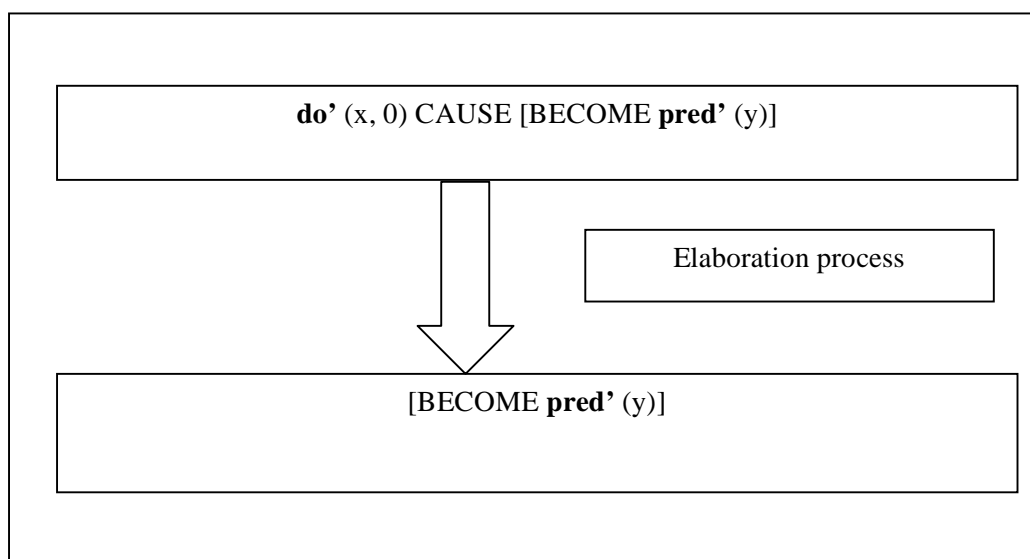 do’ (x, 0) CAUSE [BECOME pred’ (y)]
Elaboration process
[BECOME pred’ (y)]